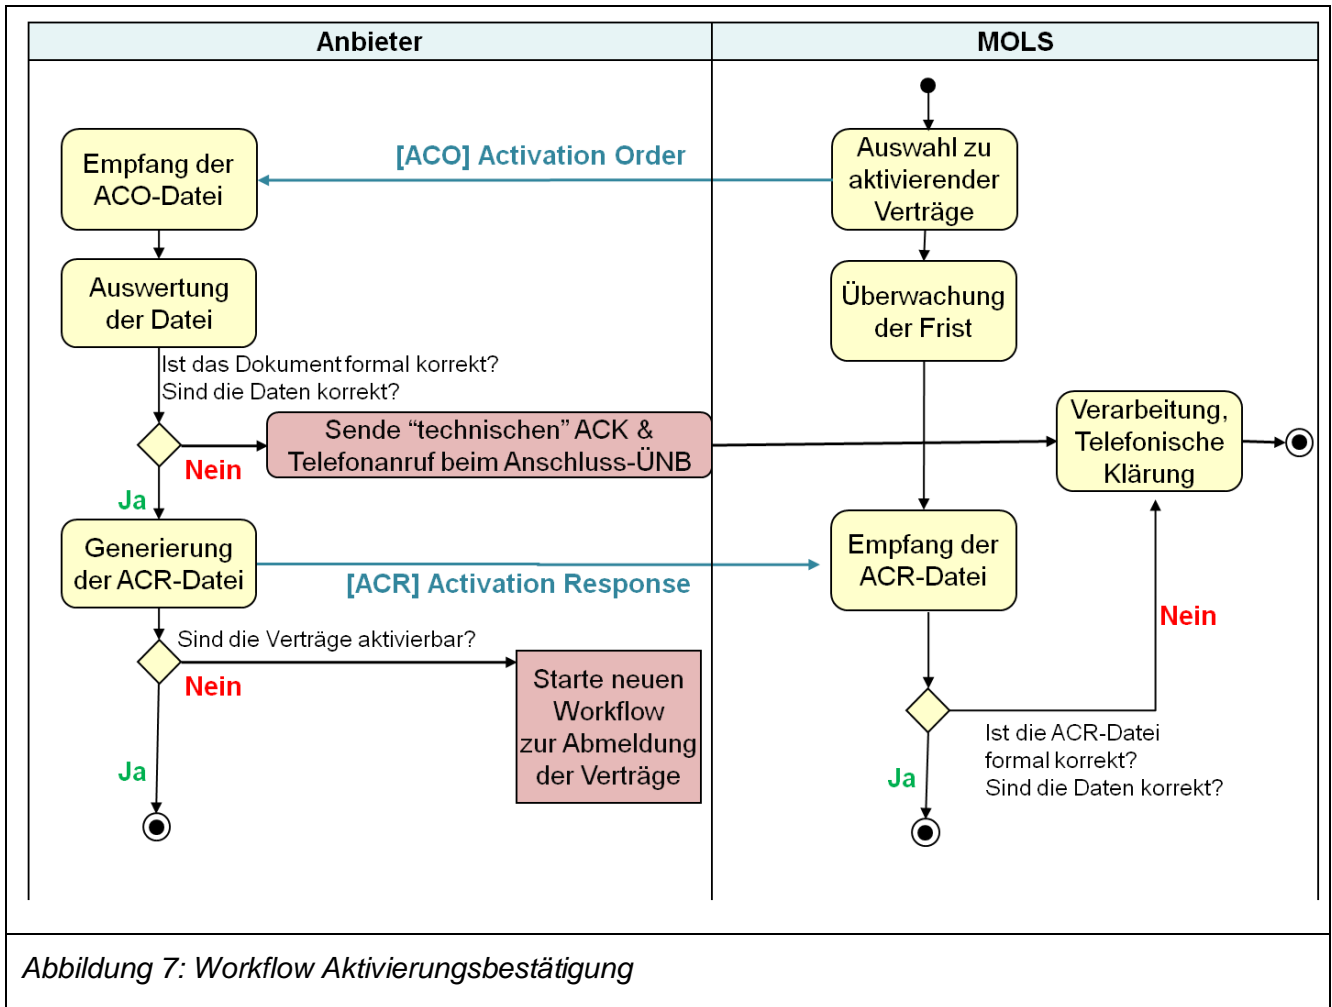 Anbieter
MOLS
Empfang der
ACO-Datei
[ACO] Activation Order
Auswahl zu
aktivierender
Verträge
Auswertung
der Datei
Überwachung
der Frist
Ist das Dokument formal korrekt?
Sind die Daten korrekt?
Nein
Sende “technischen” ACK &
Telefonanruf beim Anschluss-ÜNB
Verarbeitung,
Telefonische
Klärung
Ja
Generierung
der ACR-Datei
[ACR] Activation Response
Empfang der
ACR-Datei
Nein
Sind die Verträge aktivierbar?
Nein
Starte neuen
Workflow
zur Abmeldung
der Verträge
Ja
Ist die ACR-Datei
formal korrekt?
Sind die Daten korrekt?
Ja
Abbildung 7: Workflow Aktivierungsbestätigung